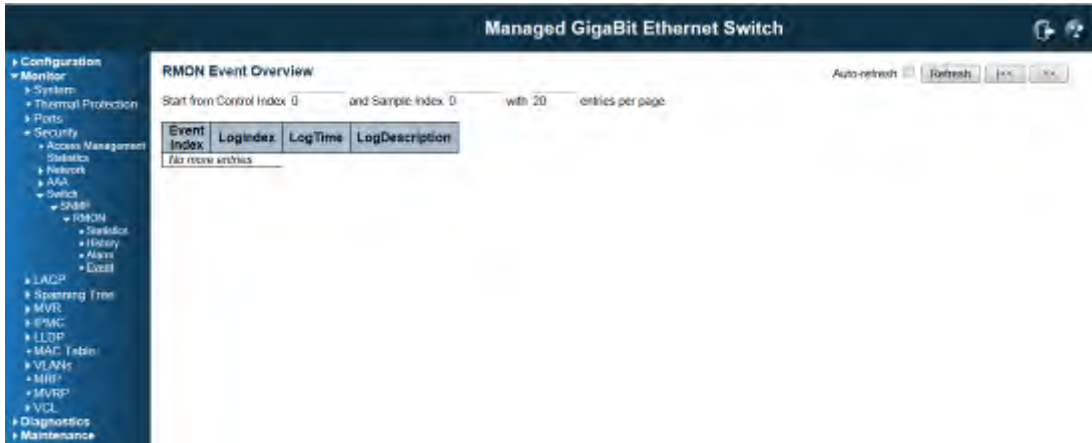 Managed GigaBit Ethernet Switch
Configuration
Monitor
System
Thermal Protection
Ports
Security
Access Management
Statistics
Network
AAA
Switch
SNMP
RMON
Statistics
History
Alarm
Event
LACP
Spanning Tree
MVR
IPMC
LLDP
MAC Table
VLANs
MRP
MVRP
VCL
Diagnostics
Maintenance
RMON Event Overview
Auto-refresh Refresh |<< >>
Start from Control Index 0 and Sample Index 0 with 20 entries per page.
Event Index LogIndex LogTime LogDescription
No more entries